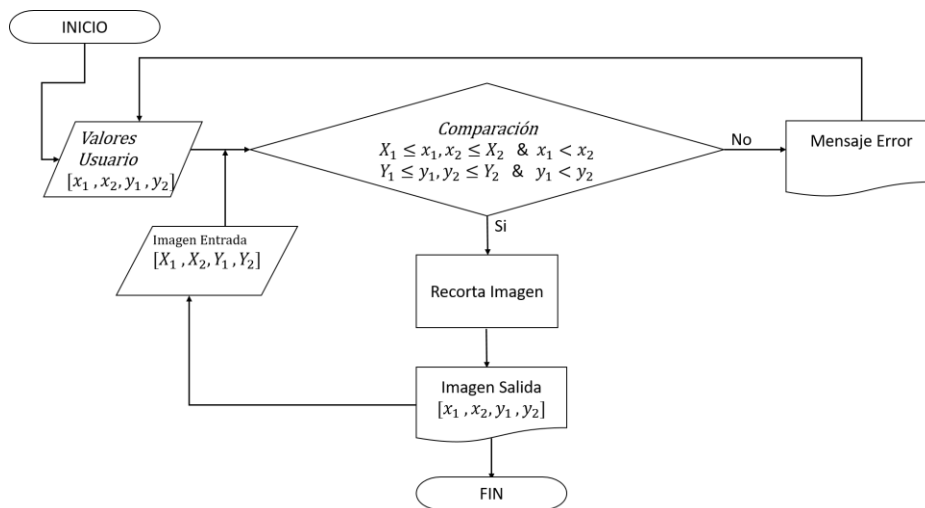 INICIO
Valores
Usuario
[x₁ , x₂, y₁ , y₂]
Comparación
X₁ ≤ x₁, x₂ ≤ X₂ & x₁ < x₂
Y₁ ≤ y₁, y₂ ≤ Y₂ & y₁ < y₂
No
Mensaje Error
Si
Imagen Entrada
[X₁ , X₂, Y₁ , Y₂]
Recorta Imagen
Imagen Salida
[x₁ , x₂, y₁ , y₂]
FIN